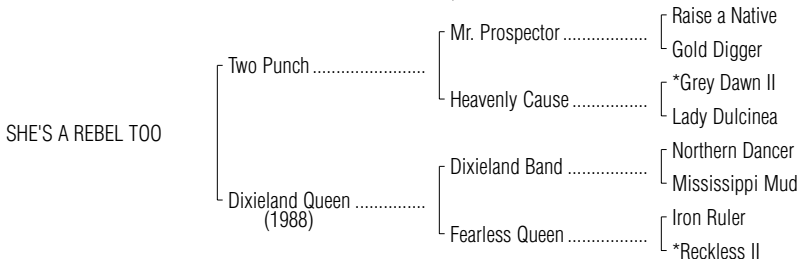 Raise a Native
Mr. Prospector ...................
Gold Digger
Two Punch .........................
*Grey Dawn II
Heavenly Cause .................
Lady Dulcinea
SHE'S A REBEL TOO
Northern Dancer
Dixieland Band ..................
Mississippi Mud
Dixieland Queen ................
(1988)
Iron Ruler
Fearless Queen ..................
*Reckless II